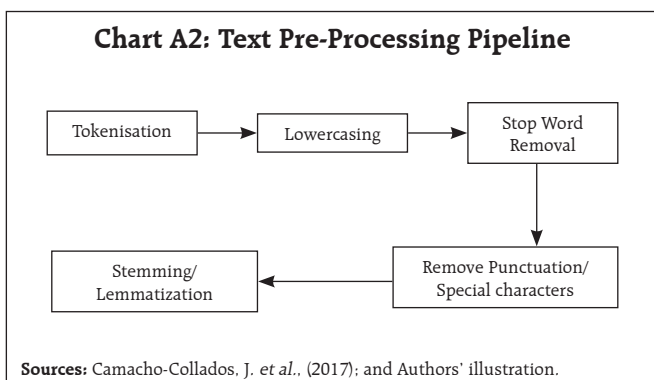 Chart A2: Text Pre-Processing Pipeline
Tokenisation
Lowercasing
Stop Word
Removal
Remove Punctuation/
Special characters
Stemming/
Lemmatization
Sources: Camacho-Collados, J. et al., (2017); and Authors' illustration.